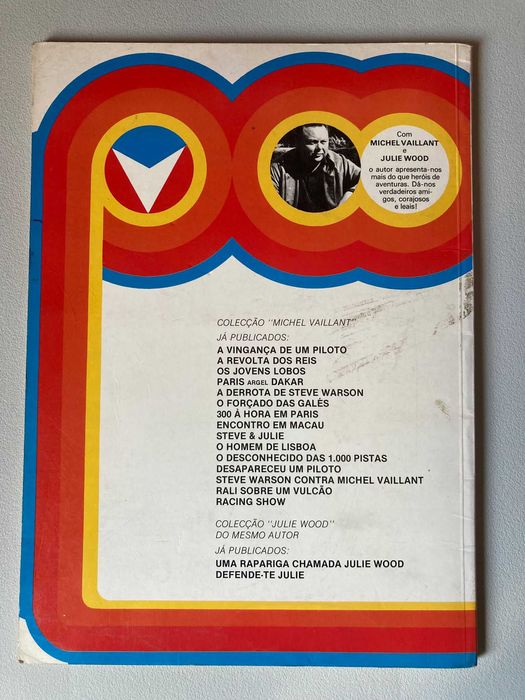 Com
MICHEL VAILLANT
e
JULIE WOOD
o autor apresenta-nos
mais do que heróis de
aventuras. Dá-nos
verdadeiros ami-
gos, corajosos
e leais!
COLECÇÃO "MICHEL VAILLANT"
JÁ PUBLICADOS:
A VINGANÇA DE UM PILOTO
A REVOLTA DOS REIS
OS JOVENS LOBOS
PARIS ARGEL DAKAR
A DERROTA DE STEVE WARSON
O FORÇADO DAS GALÉS
300 À HORA EM PARIS
ENCONTRO EM MACAU
STEVE & JULIE
O HOMEM DE LISBOA
O DESCONHECIDO DAS 1.000 PISTAS
DESAPARECEU UM PILOTO
STEVE WARSON CONTRA MICHEL VAILLANT
RALI SOBRE UM VULCÃO
RACING SHOW
COLECÇÃO "JULIE WOOD"
DO MESMO AUTOR
JÁ PUBLICADOS:
UMA RAPARIGA CHAMADA JULIE WOOD
DEFENDE-TE JULIE